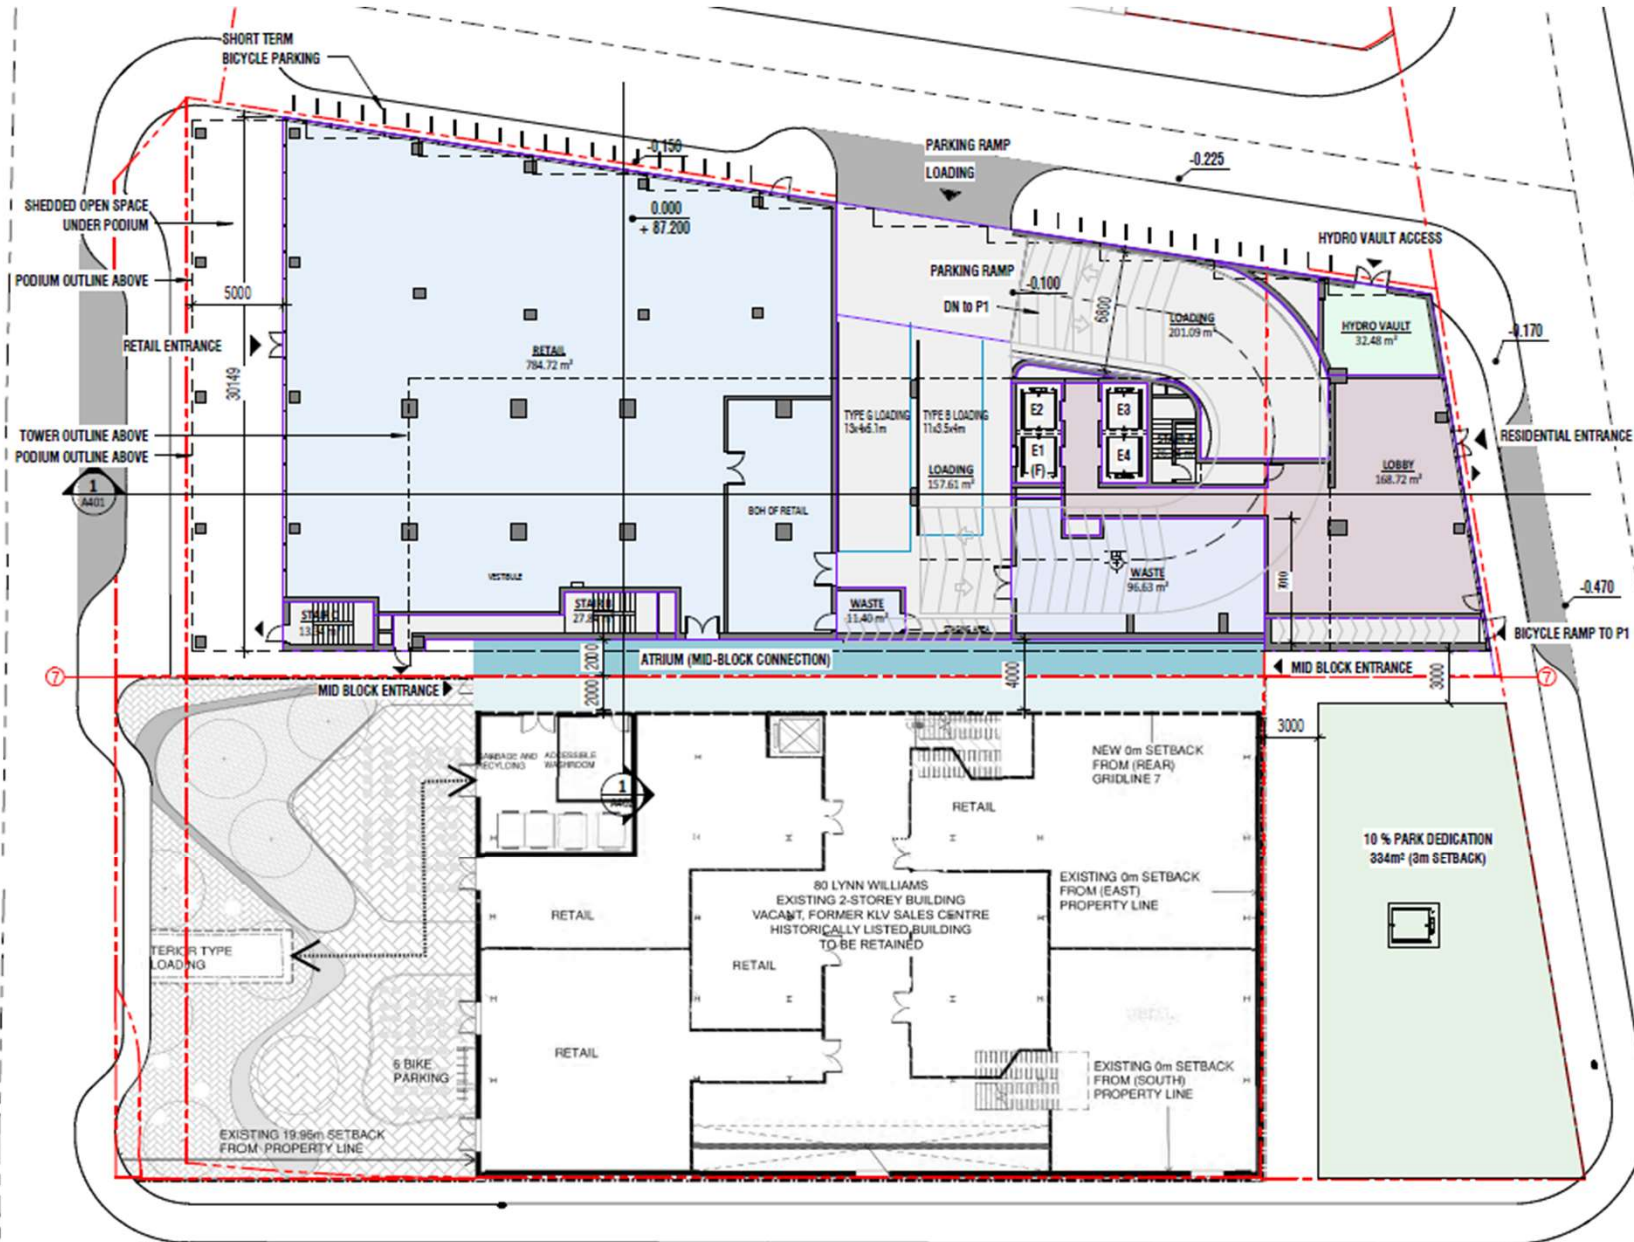 SHORT TERM
BICYCLE PARKING
-0.150
PARKING RAMP
LOADING
-0.225
SHEDDED OPEN SPACE
UNDER PODIUM
0.000
+ 87.200
HYDRO VAULT ACCESS
PODIUM OUTLINE ABOVE
5000
PARKING RAMP
-0.100
DN to P1
6800
LOADING
201.09 m²
HYDRO VAULT
32.48 m²
-0.170
RETAIL ENTRANCE
30149
RETAIL
784.72 m²
TOWER OUTLINE ABOVE
PODIUM OUTLINE ABOVE
TYPE G LOADING
TYPE B LOADING
11x3.5x4m
E2
E3
E1
(F)
E4
RESIDENTIAL ENTRANCE
LOADING
157.61 m²
LOBBY
168.72 m²
1
A401
BOH OF RETAIL
VESTIBULE
WASTE
96.63 m²
-0.470
STAIR C
STAIR B
WASTE
11.40 m²
STAGING AREA
BICYCLE RAMP TO P1
ATRIUM (MID-BLOCK CONNECTION)
2000
2000
4000
MID BLOCK ENTRANCE
3000
7
7
MID BLOCK ENTRANCE
3000
GARBAGE AND
RECYCLING
ACCESSIBLE
WASHROOM
NEW 0m SETBACK
FROM (REAR)
GRIDLINE 7
1
RETAIL
10 % PARK DEDICATION
334m² (3m SETBACK)
80 LYNN WILLIAMS
EXISTING 2-STOREY BUILDING
VACANT, FORMER KLV SALES CENTRE
HISTORICALLY LISTED BUILDING
TO BE RETAINED
EXISTING 0m SETBACK
FROM (EAST)
PROPERTY LINE
RETAIL
TERIOR TYPE
LOADING
RETAIL
RETAIL
6 BIKE
PARKING
EXISTING 0m SETBACK
FROM (SOUTH)
PROPERTY LINE
EXISTING 19.96m SETBACK
FROM PROPERTY LINE